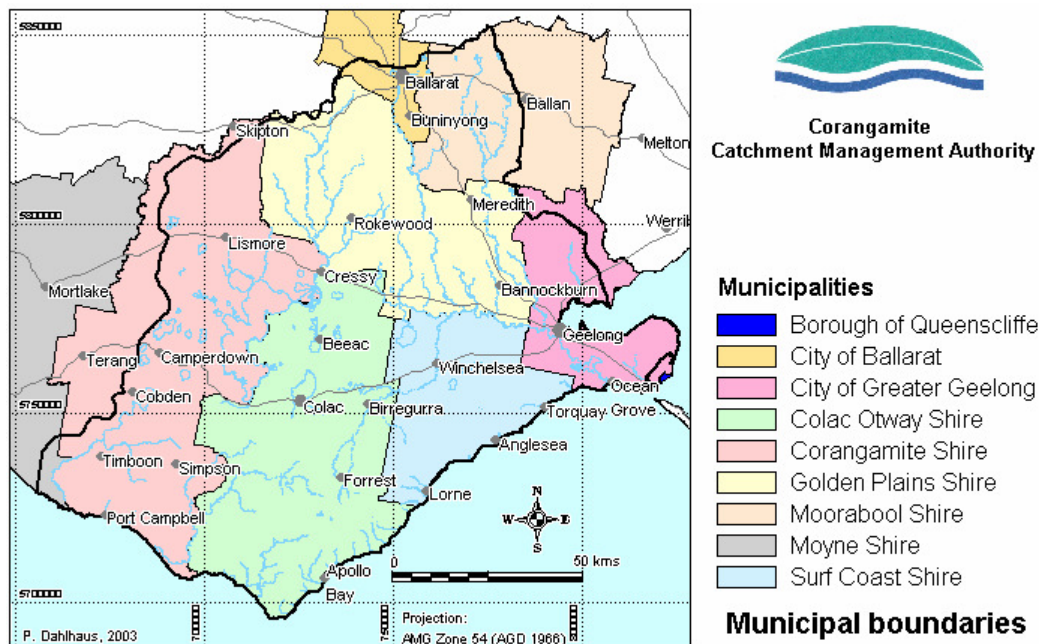 5850000
Ballarat
Ballan
Buninyong
Skipton
Melton
Meredith
5800000
Rokewood
Lismore
Cressy
Mortlake
Bannockburn
Geelong
Beeac
Terang
Camperdown
Winchelsea
Cobden
Ocean
Grove
5750000
Colac
Birregurra
Torquay
Anglesea
Timboon
Simpson
Forrest
Lorne
Port Campbell
N
W
E
S
Apollo
Bay
0
50 kms
5700000
P. Dahlhaus, 2003
Projection:
AMG Zone 54 (AGD 1966)
Corangamite
Catchment Management Authority
Municipalities
Borough of Queenscliffe
City of Ballarat
City of Greater Geelong
Colac Otway Shire
Corangamite Shire
Golden Plains Shire
Moorabool Shire
Moyne Shire
Surf Coast Shire
Municipal boundaries